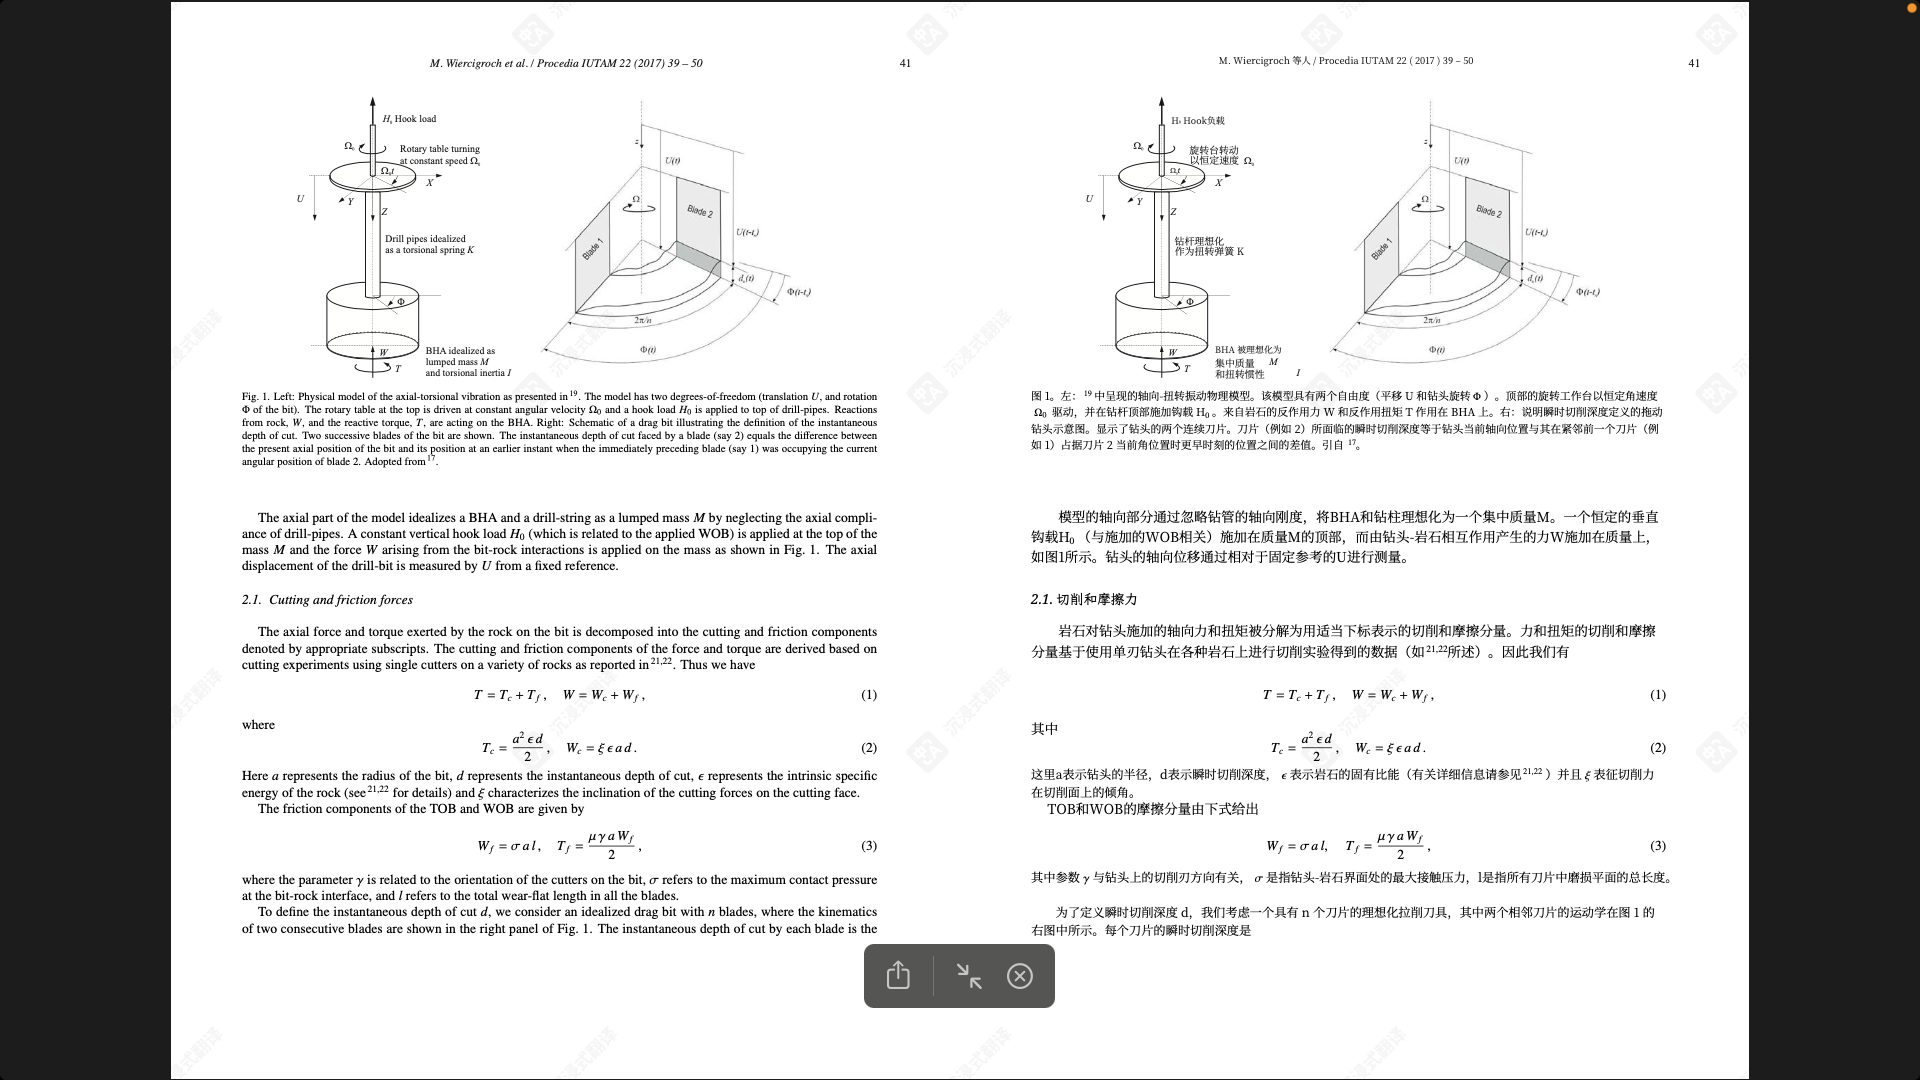 M. Wiercigroch et al. / Procedia IUTAM 22 (2017) 39 – 50
41
H₀ Hook load
Ω₀
Rotary table turning
at constant speed Ω₀
Ω₀t
X
U
Y
Z
Drill pipes idealized
as a torsional spring K
Φ
W
T
BHA idealized as
lumped mass M
and torsional inertia I
z
U(t)
Ω
Blade 2
Blade 1
U(t-tₙ)
dₙ(t)
Φ(t-tₙ)
2π/n
Φ(t)
Fig. 1. Left: Physical model of the axial-torsional vibration as presented in¹⁹. The model has two degrees-of-freedom (translation U, and rotation
Φ of the bit). The rotary table at the top is driven at constant angular velocity Ω₀ and a hook load H₀ is applied to top of drill-pipes. Reactions
from rock, W, and the reactive torque, T, are acting on the BHA. Right: Schematic of a drag bit illustrating the definition of the instantaneous
depth of cut. Two successive blades of the bit are shown. The instantaneous depth of cut faced by a blade (say 2) equals the difference between
the present axial position of the bit and its position at an earlier instant when the immediately preceding blade (say 1) was occupying the current
angular position of blade 2. Adopted from¹⁷.
The axial part of the model idealizes a BHA and a drill-string as a lumped mass M by neglecting the axial compli-
ance of drill-pipes. A constant vertical hook load H₀ (which is related to the applied WOB) is applied at the top of the
mass M and the force W arising from the bit-rock interactions is applied on the mass as shown in Fig. 1. The axial
displacement of the drill-bit is measured by U from a fixed reference.
2.1. Cutting and friction forces
The axial force and torque exerted by the rock on the bit is decomposed into the cutting and friction components
denoted by appropriate subscripts. The cutting and friction components of the force and torque are derived based on
cutting experiments using single cutters on a variety of rocks as reported in²¹,²². Thus we have
T = T_c + T_f , W = W_c + W_f , (1)
where
T_c = a² ϵ d / 2 , W_c = ξ ϵ a d . (2)
Here a represents the radius of the bit, d represents the instantaneous depth of cut, ϵ represents the intrinsic specific
energy of the rock (see²¹,²² for details) and ξ characterizes the inclination of the cutting forces on the cutting face.
The friction components of the TOB and WOB are given by
W_f = σ a l , T_f = μ γ a W_f / 2 , (3)
where the parameter γ is related to the orientation of the cutters on the bit, σ refers to the maximum contact pressure
at the bit-rock interface, and l refers to the total wear-flat length in all the blades.
To define the instantaneous depth of cut d, we consider an idealized drag bit with n blades, where the kinematics
of two consecutive blades are shown in the right panel of Fig. 1. The instantaneous depth of cut by each blade is the
M. Wiercigroch 等人 / Procedia IUTAM 22 ( 2017 ) 39 – 50
41
H₀ Hook负载
Ω₀
旋转台转动
以恒定速度 Ω₀
Ω₀t
X
U
Y
Z
钻杆理想化
作为扭转弹簧 K
Φ
W
T
BHA 被理想化为
集中质量 M
和扭转惯性 I
z
U(t)
Ω
Blade 2
Blade 1
U(t-tₙ)
dₙ(t)
Φ(t-tₙ)
2π/n
Φ(t)
图 1。左：¹⁹ 中呈现的轴向-扭转振动物理模型。该模型具有两个自由度（平移 U 和钻头旋转 Φ ）。顶部的旋转工作台以恒定角速度
Ω₀ 驱动，并在钻杆顶部施加钩载 H₀ 。来自岩石的反作用力 W 和反作用扭矩 T 作用在 BHA 上。右：说明瞬时切削深度定义的拖动
钻头示意图。显示了钻头的两个连续刀片。刀片（例如 2）所面临的瞬时切削深度等于钻头当前轴向位置与其在紧邻前一个刀片（例
如 1）占据刀片 2 当前角位置时更早时刻的位置之间的差值。引自 ¹⁷。
模型的轴向部分通过忽略钻管的轴向刚度，将BHA和钻柱理想化为一个集中质量M。一个恒定的垂直
钩载H₀（与施加的WOB相关）施加在质量M的顶部，而由钻头-岩石相互作用产生的力W施加在质量上，
如图1所示。钻头的轴向位移通过相对于固定参考的U进行测量。
2.1. 切削和摩擦力
岩石对钻头施加的轴向力和扭矩被分解为用适当下标表示的切削和摩擦分量。力和扭矩的切削和摩擦
分量基于使用单刃钻头在各种岩石上进行切削实验得到的数据（如²¹,²²所述）。因此我们有
T = T_c + T_f , W = W_c + W_f , (1)
其中
T_c = a² ϵ d / 2 , W_c = ξ ϵ a d . (2)
这里a表示钻头的半径，d表示瞬时切削深度， ϵ 表示岩石的固有比能（有关详细信息请参见²¹,²²）并且 ξ 表征切削力
在切削面上的倾角。
TOB和WOB的摩擦分量由下式给出
W_f = σ a l, T_f = μ γ a W_f / 2 , (3)
其中参数 γ 与钻头上的切削刃方向有关， σ 是指钻头-岩石界面处的最大接触压力，l是指所有刀片中磨损平面的总长度。
为了定义瞬时切削深度 d，我们考虑一个具有 n 个刀片的理想化拉削刀具，其中两个相邻刀片的运动学在图 1 的
右图中所示。每个刀片的瞬时切削深度是
沉浸式翻译